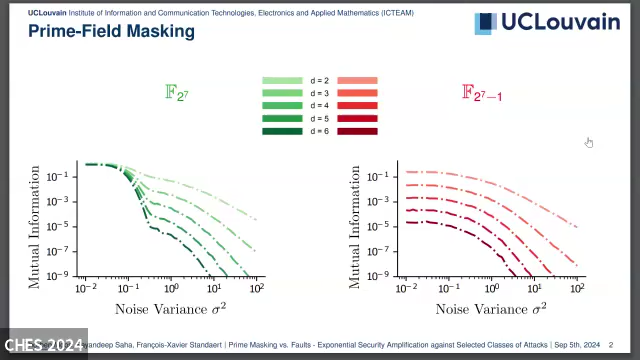 UCLouvain Institute of Information and Communication Technologies, Electronics and Applied Mathematics (ICTEAM)
Prime-Field Masking
UCLouvain
𝔽₂⁷
𝔽₂⁷₋₁
d = 2
d = 3
d = 4
d = 5
d = 6
Mutual Information
10⁻¹
10⁻³
10⁻⁵
10⁻⁷
10⁻⁹
10⁻² 10⁻¹ 10⁰ 10¹ 10²
Noise Variance σ²
Mutual Information
10⁻¹
10⁻³
10⁻⁵
10⁻⁷
10⁻⁹
10⁻² 10⁻¹ 10⁰ 10¹ 10²
Noise Variance σ²
CHES 2024
Saha, François-Xavier Standaert | Prime Masking vs. Faults - Exponential Security Amplification against Selected Classes of Attacks | Sep 5th, 2024 2